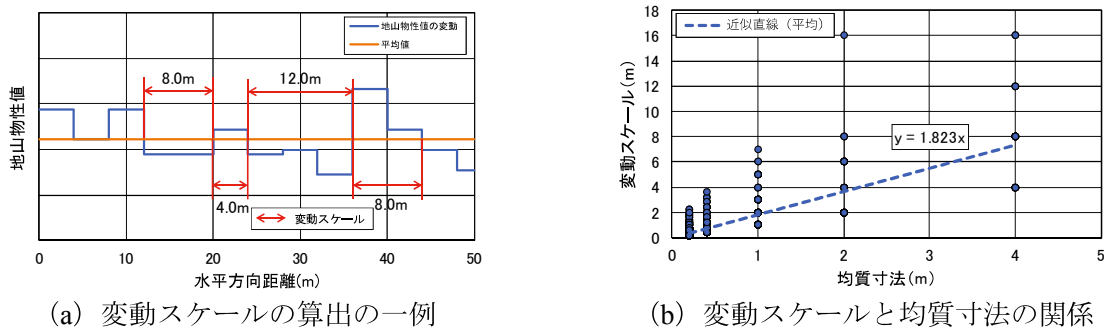 地山物性値の変動
平均値
8.0m
12.0m
4.0m
8.0m
変動スケール
地山物性値
0 10 20 30 40 50
水平方向距離(m)
(a) 変動スケールの算出の一例
近似直線（平均）
y = 1.823x
変動スケール(m)
18
16
14
12
10
8
6
4
2
0
0 1 2 3 4 5
均質寸法(m)
(b) 変動スケールと均質寸法の関係